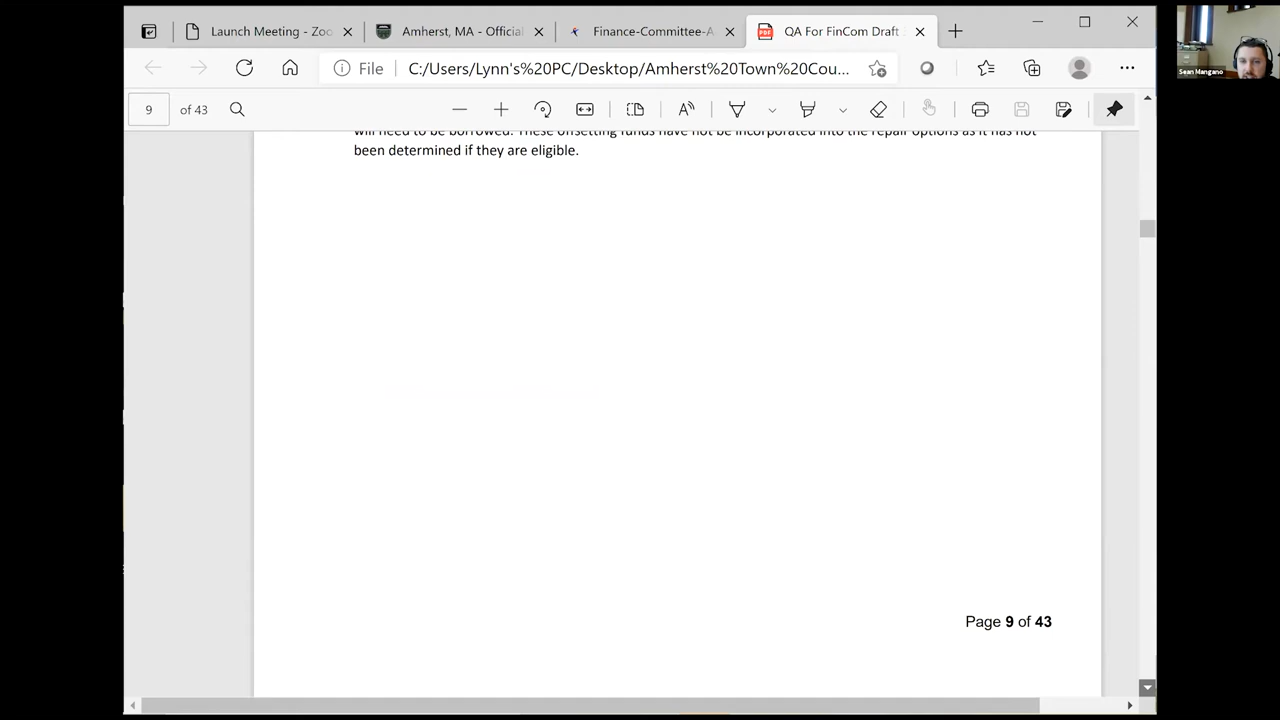 Launch Meeting - Zoo
Amherst, MA - Official
Finance-Committee-A
QA For FinCom Draft
File
C:/Users/Lynn's%20PC/Desktop/Amherst%20Town%20Cou...
9
of 43
will need to be borrowed. These offsetting funds have not be incorporated into the repair options as it has not
been determined if they are eligible.
Page 9 of 43
Sean Mangano